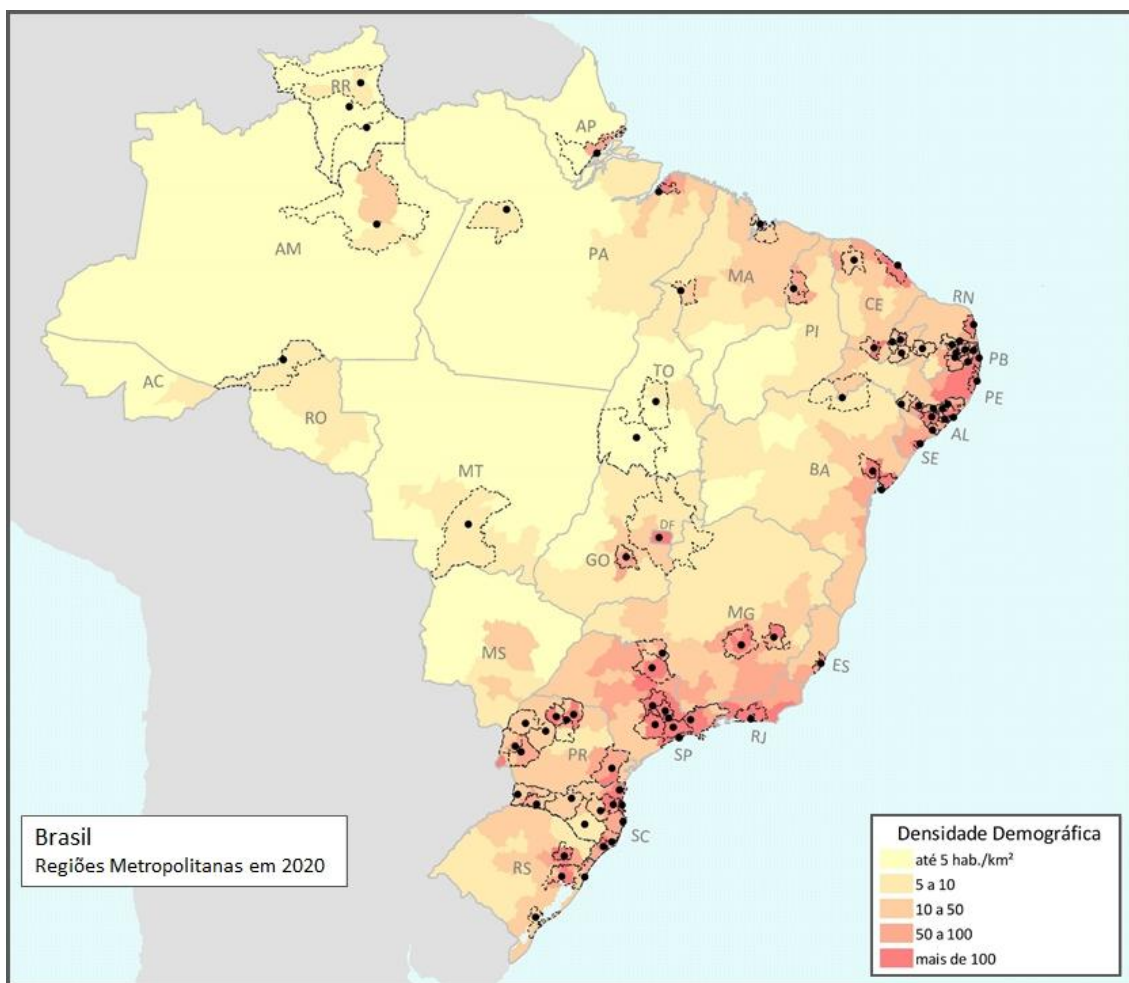 RR
AP
AM
PA
MA
CE
RN
PI
PB
PE
AC
TO
RO
AL
SE
MT
BA
DF
GO
MG
MS
ES
RJ
SP
PR
SC
RS
Brasil
Regiões Metropolitanas em 2020
Densidade Demográfica
até 5 hab./km²
5 a 10
10 a 50
50 a 100
mais de 100